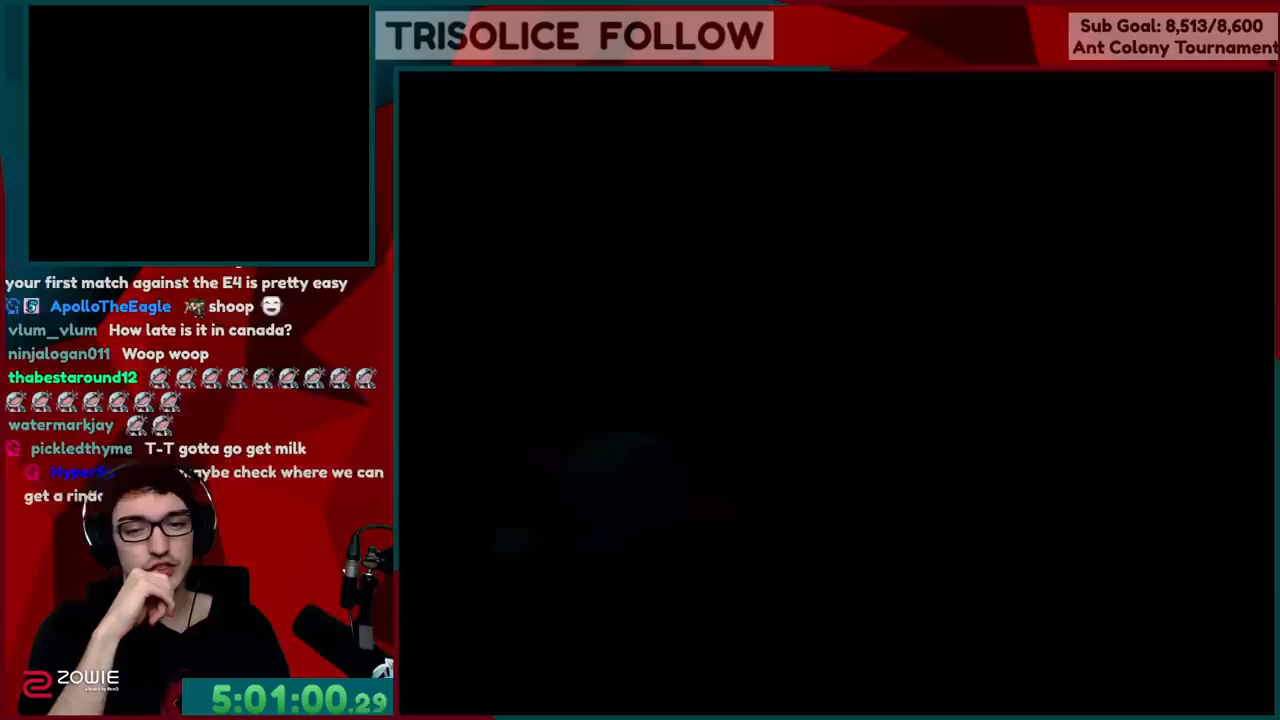 TRISOLICE FOLLOW
Sub Goal: 8,513/8,600
Ant Colony Tournament
your first match against the E4 is pretty easy
ApolloTheEagle shoop
vlum_vlum How late is it in canada?
ninjalogan011 Woop woop
thabestaround12
watermarkjay
pickledthyme T-T gotta go get milk
check where we can
get a
ZOWIE
5:01:00.29